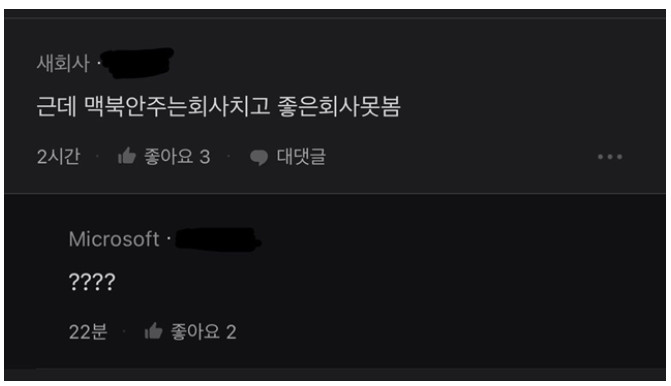 새회사 ·
근데 맥북안주는회사치고 좋은회사못봄
2시간 · 좋아요 3 · 대댓글
Microsoft ·
????
22분 · 좋아요 2